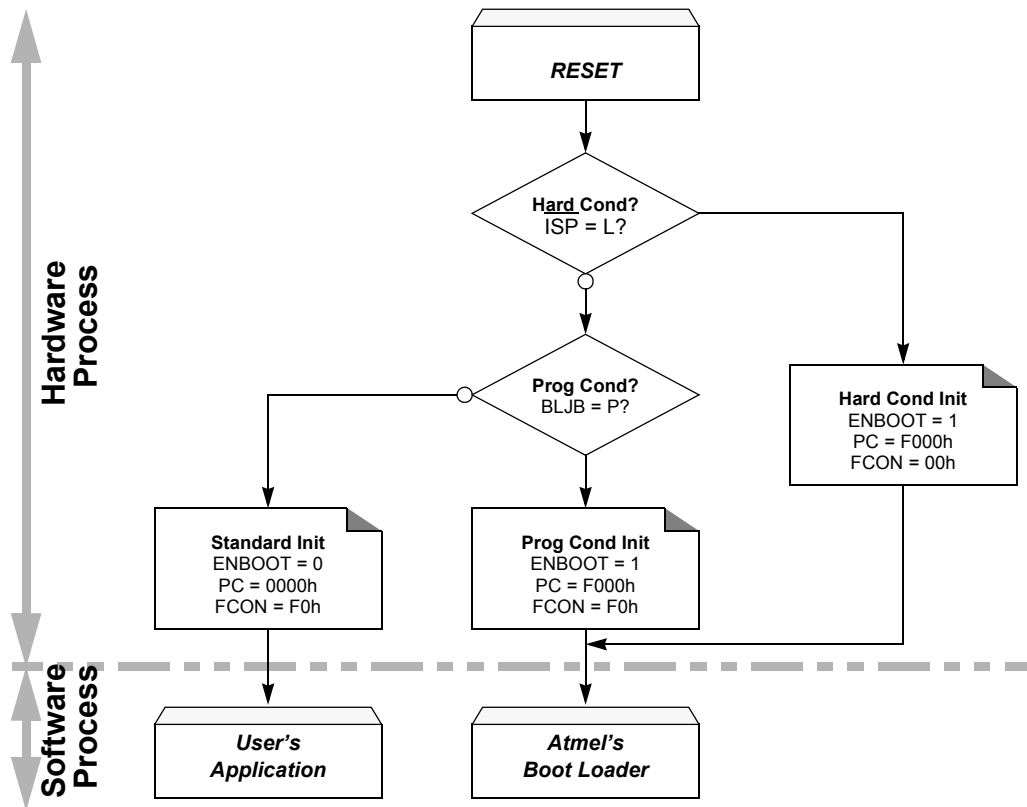 RESET
Hard Cond?
ISP = L?
Prog Cond?
BLJB = P?
Hard Cond Init
ENBOOT = 1
PC = F000h
FCON = 00h
Standard Init
ENBOOT = 0
PC = 0000h
FCON = F0h
Prog Cond Init
ENBOOT = 1
PC = F000h
FCON = F0h
Hardware
Process
Software
Process
User's
Application
Atmel's
Boot Loader